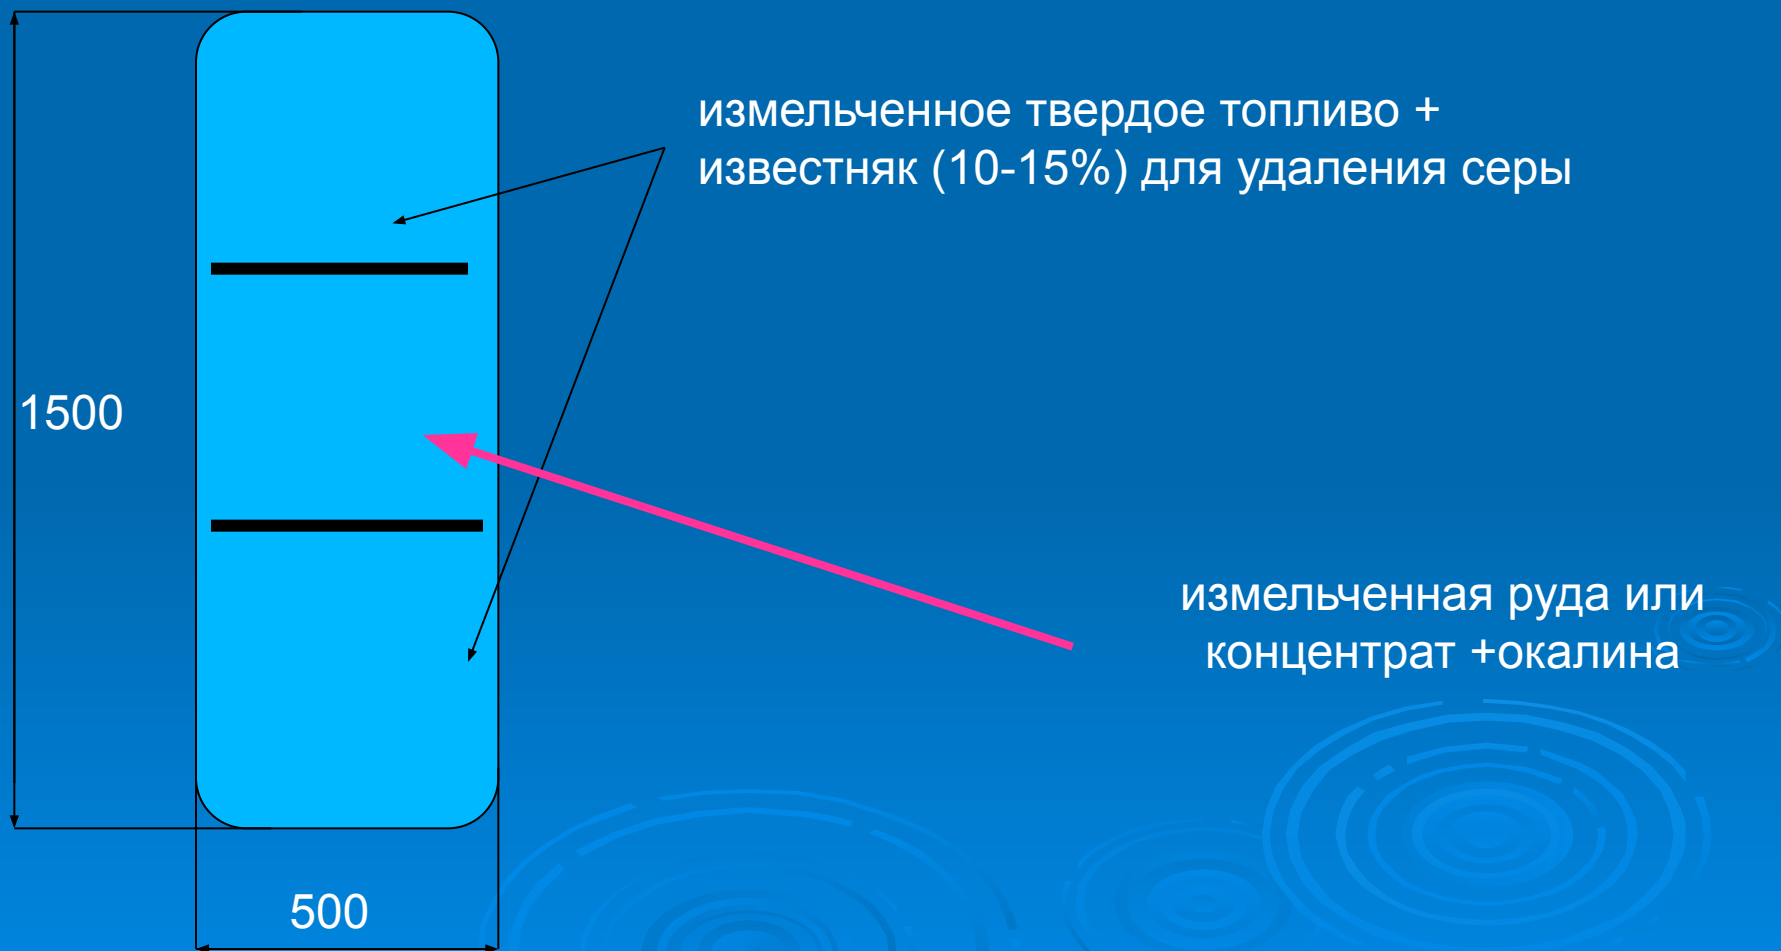 измельченное твердое топливо +
известняк (10-15%) для удаления серы
1500
измельченная руда или
концентрат +окалина
500